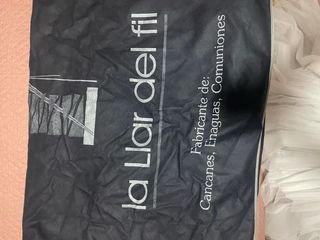 la Llar del fil
Fabricante de:
Cancanes, Enaguas, Comuniones